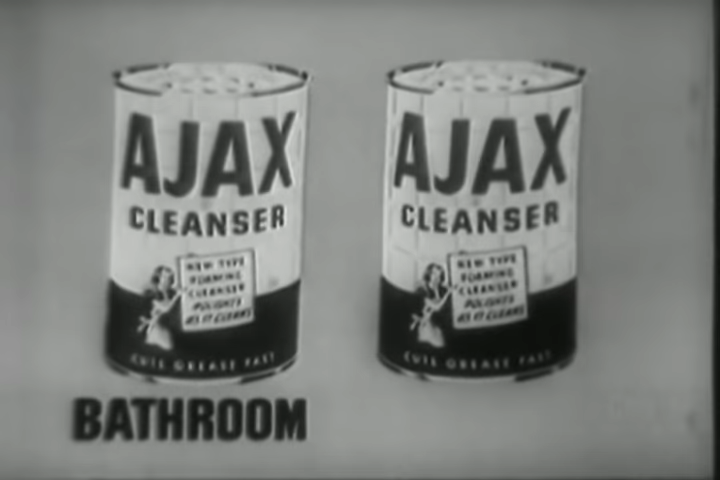 AJAX
CLEANSER
NEW TYPE
FOAMING
CLEANSER
POLISHES
AS IT CLEANS
CUTS GREASE FAST
AJAX
CLEANSER
NEW TYPE
FOAMING
CLEANSER
POLISHES
AS IT CLEANS
CUTS GREASE FAST
BATHROOM